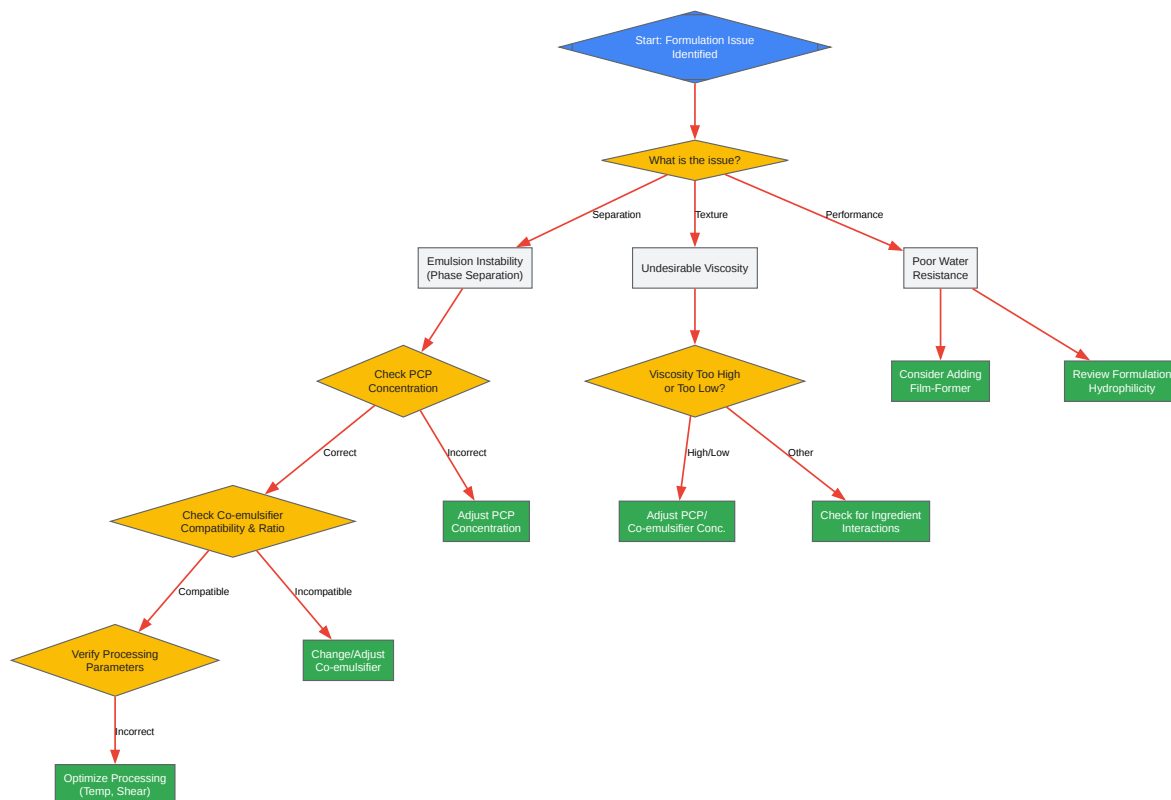 Start: Formulation Issue
Identified
What is the issue?
Separation
Texture
Performance
Emulsion Instability
(Phase Separation)
Undesirable Viscosity
Poor Water
Resistance
Check PCP
Concentration
Viscosity Too High
or Too Low?
Consider Adding
Film-Former
Review Formulation
Hydrophilicity
Correct
Incorrect
High/Low
Other
Check Co-emulsifier
Compatibility & Ratio
Adjust PCP
Concentration
Adjust PCP/
Co-emulsifier Conc.
Check for Ingredient
Interactions
Compatible
Incompatible
Verify Processing
Parameters
Change/Adjust
Co-emulsifier
Incorrect
Optimize Processing
(Temp, Shear)